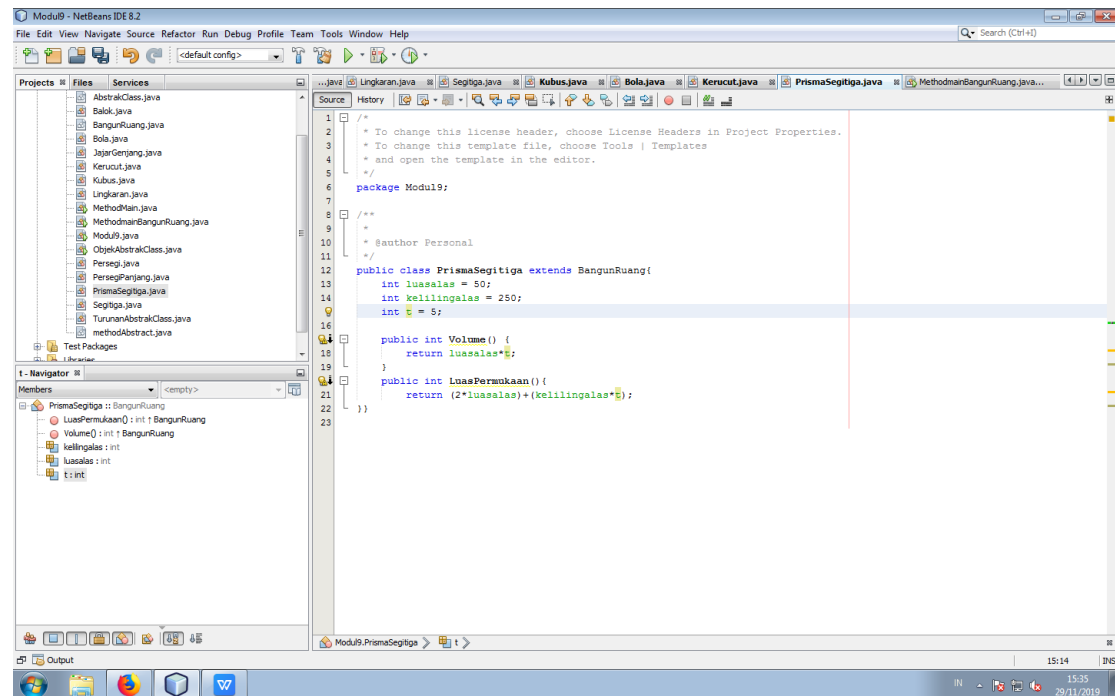 Modul9 - NetBeans IDE 8.2
File Edit View Navigate Source Refactor Run Debug Profile Team Tools Window Help
Search (Ctrl+I)
<default config>
Projects Files Services
AbstrakClass.java
Balok.java
BangunRuang.java
Bola.java
JajarGenjang.java
Kerucut.java
Kubus.java
Lingkaran.java
MethodMain.java
MethodmainBangunRuang.java
Modul9.java
ObjekAbstrakClass.java
Persegi.java
PersegiPanjang.java
PrismaSegitiga.java
Segitiga.java
TurunanAbstrakClass.java
methodAbstract.java
Test Packages
Libraries
t - Navigator
Members <empty>
PrismaSegitiga :: BangunRuang
LuasPermukaan() : int ↑ BangunRuang
Volume() : int ↑ BangunRuang
kelilingalas : int
luasalas : int
t : int
...java Lingkaran.java Segitiga.java Kubus.java Bola.java Kerucut.java PrismaSegitiga.java MethodmainBangunRuang.java...
Source History
1 /*
2 * To change this license header, choose License Headers in Project Properties.
3 * To change this template file, choose Tools | Templates
4 * and open the template in the editor.
5 */
6 package Modul9;
7
8 /**
9 *
10 * @author Personal
11 */
12 public class PrismaSegitiga extends BangunRuang{
13 int luasalas = 50;
14 int kelilingalas = 250;
int t = 5;
16
public int Volume() {
18 return luasalas*t;
19 }
public int LuasPermukaan(){
21 return (2*luasalas)+(kelilingalas*t);
22 }}
23
Modul9.PrismaSegitiga t
Output
15:14 INS
IN 15:35
29/11/2019